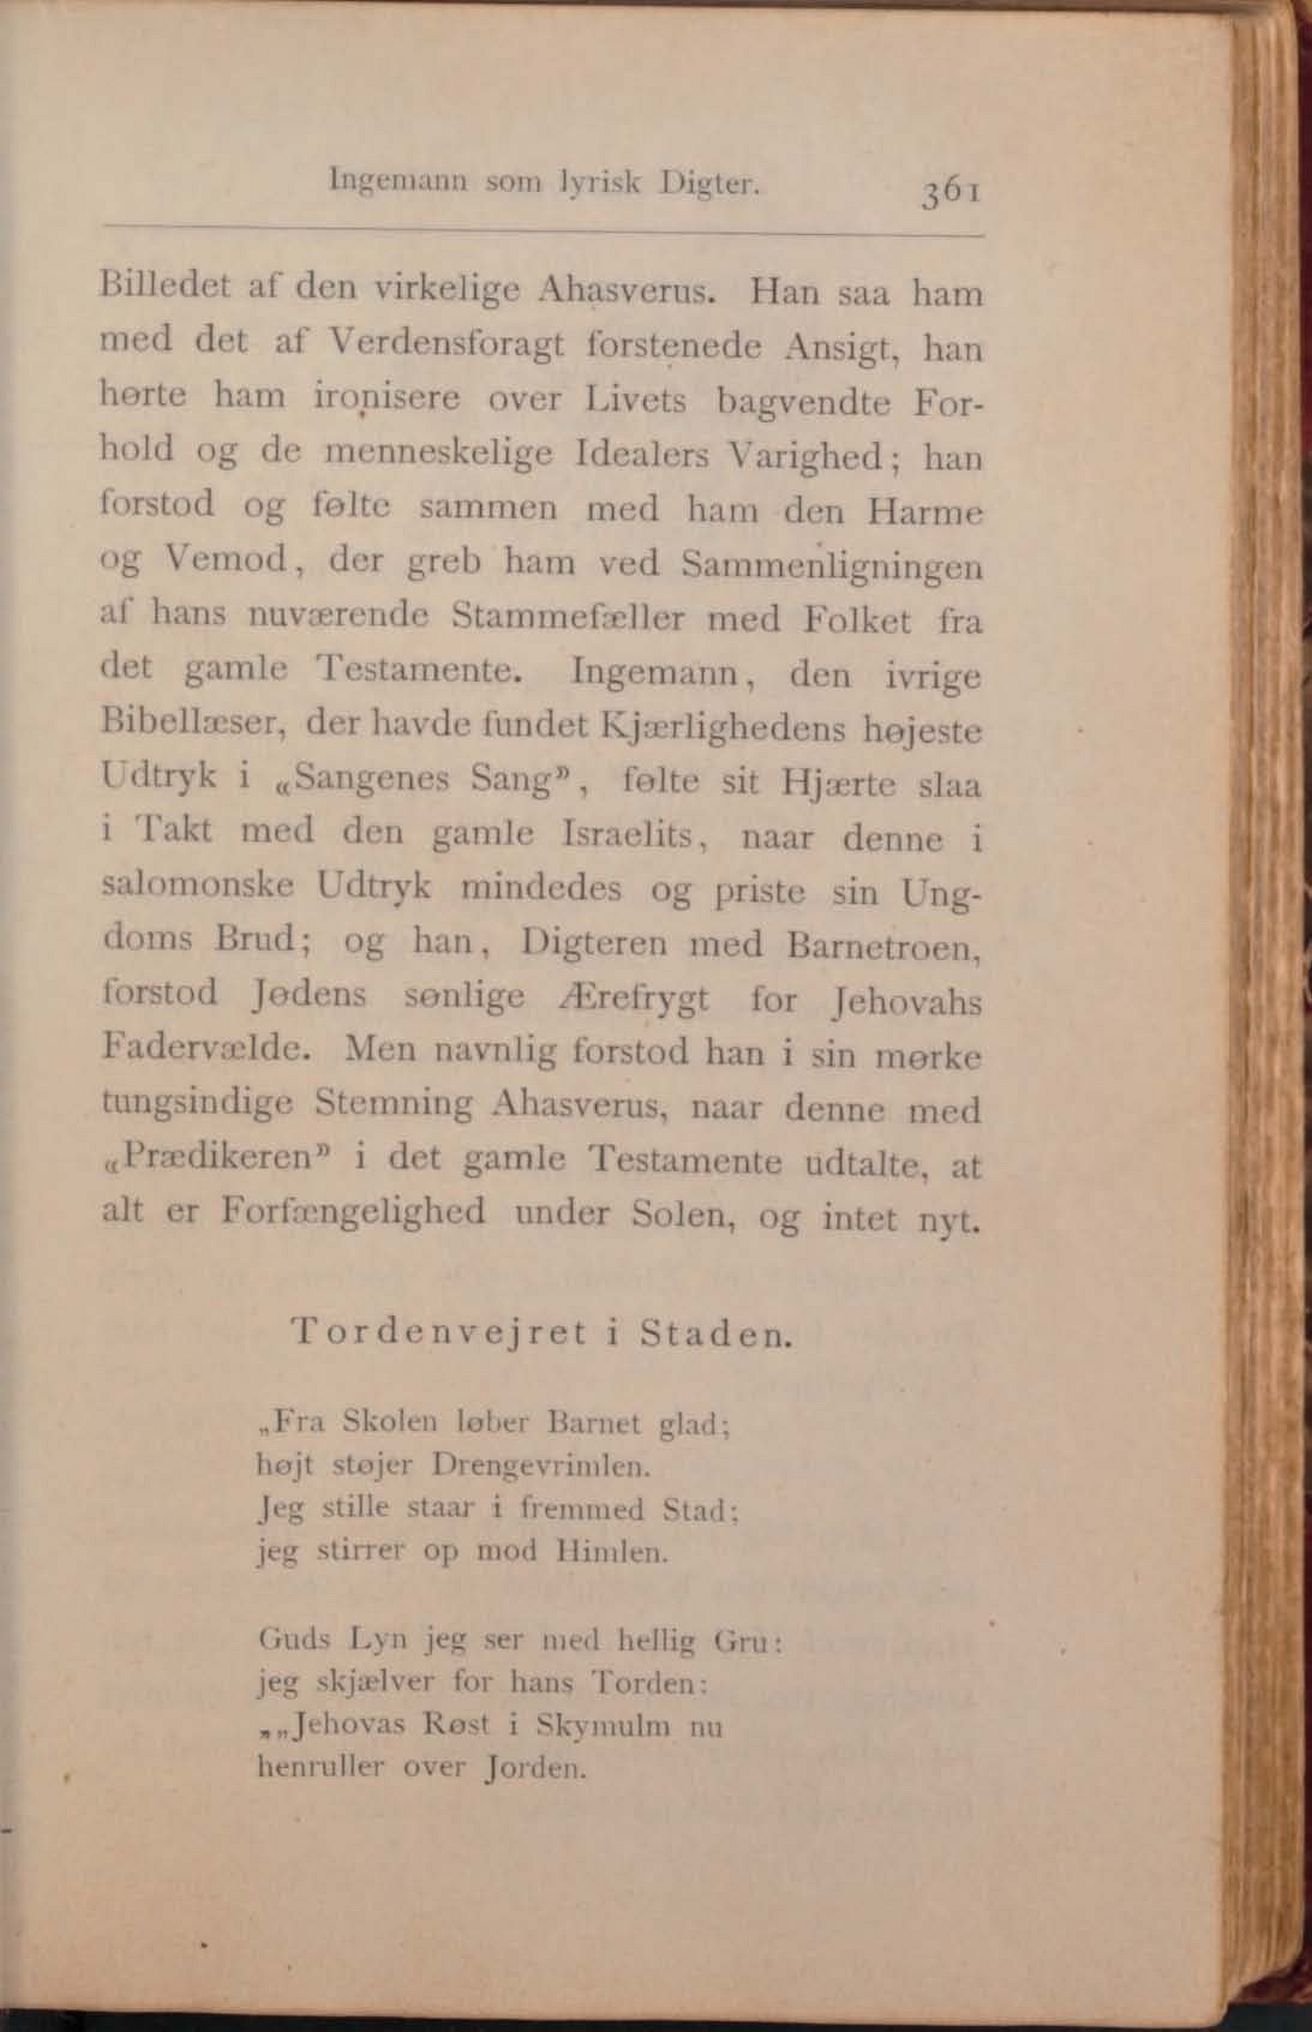 Ingemann som lyrisk Digter. 361
Billedet af den virkelige Ahasverus. Han saa ham
med det af Verdensforagt forstenede Ansigt, han
hørte ham ironisere over Livets bagvendte For-
hold og de menneskelige Idealers Varighed; han
forstod og følte sammen med ham den Harme
og Vemod, der greb ham ved Sammenligningen
af hans nuværende Stammefæller med Folket fra
det gamle Testamente. Ingemann, den ivrige
Bibellæser, der havde fundet Kjærlighedens højeste
Udtryk i «Sangenes Sang», følte sit Hjærte slaa
i Takt med den gamle Israelits, naar denne i
salomonske Udtryk mindedes og priste sin Ung-
doms Brud; og han, Digteren med Barnetroen,
forstod Jødens sønlige Ærefrygt for Jehovahs
Fadervælde. Men navnlig forstod han i sin mørke
tungsindige Stemning Ahasverus, naar denne med
«Prædikeren» i det gamle Testamente udtalte, at
alt er Forfængelighed under Solen, og intet nyt.
Tordenvejret i Staden.
„Fra Skolen løber Barnet glad;
højt støjer Drengevrimlen.
Jeg stille staar i fremmed Stad;
jeg stirrer op mod Himlen.
Guds Lyn jeg ser med hellig Gru:
jeg skjælver for hans Torden:
„„Jehovas Røst i Skymulm nu
henruller over Jorden.